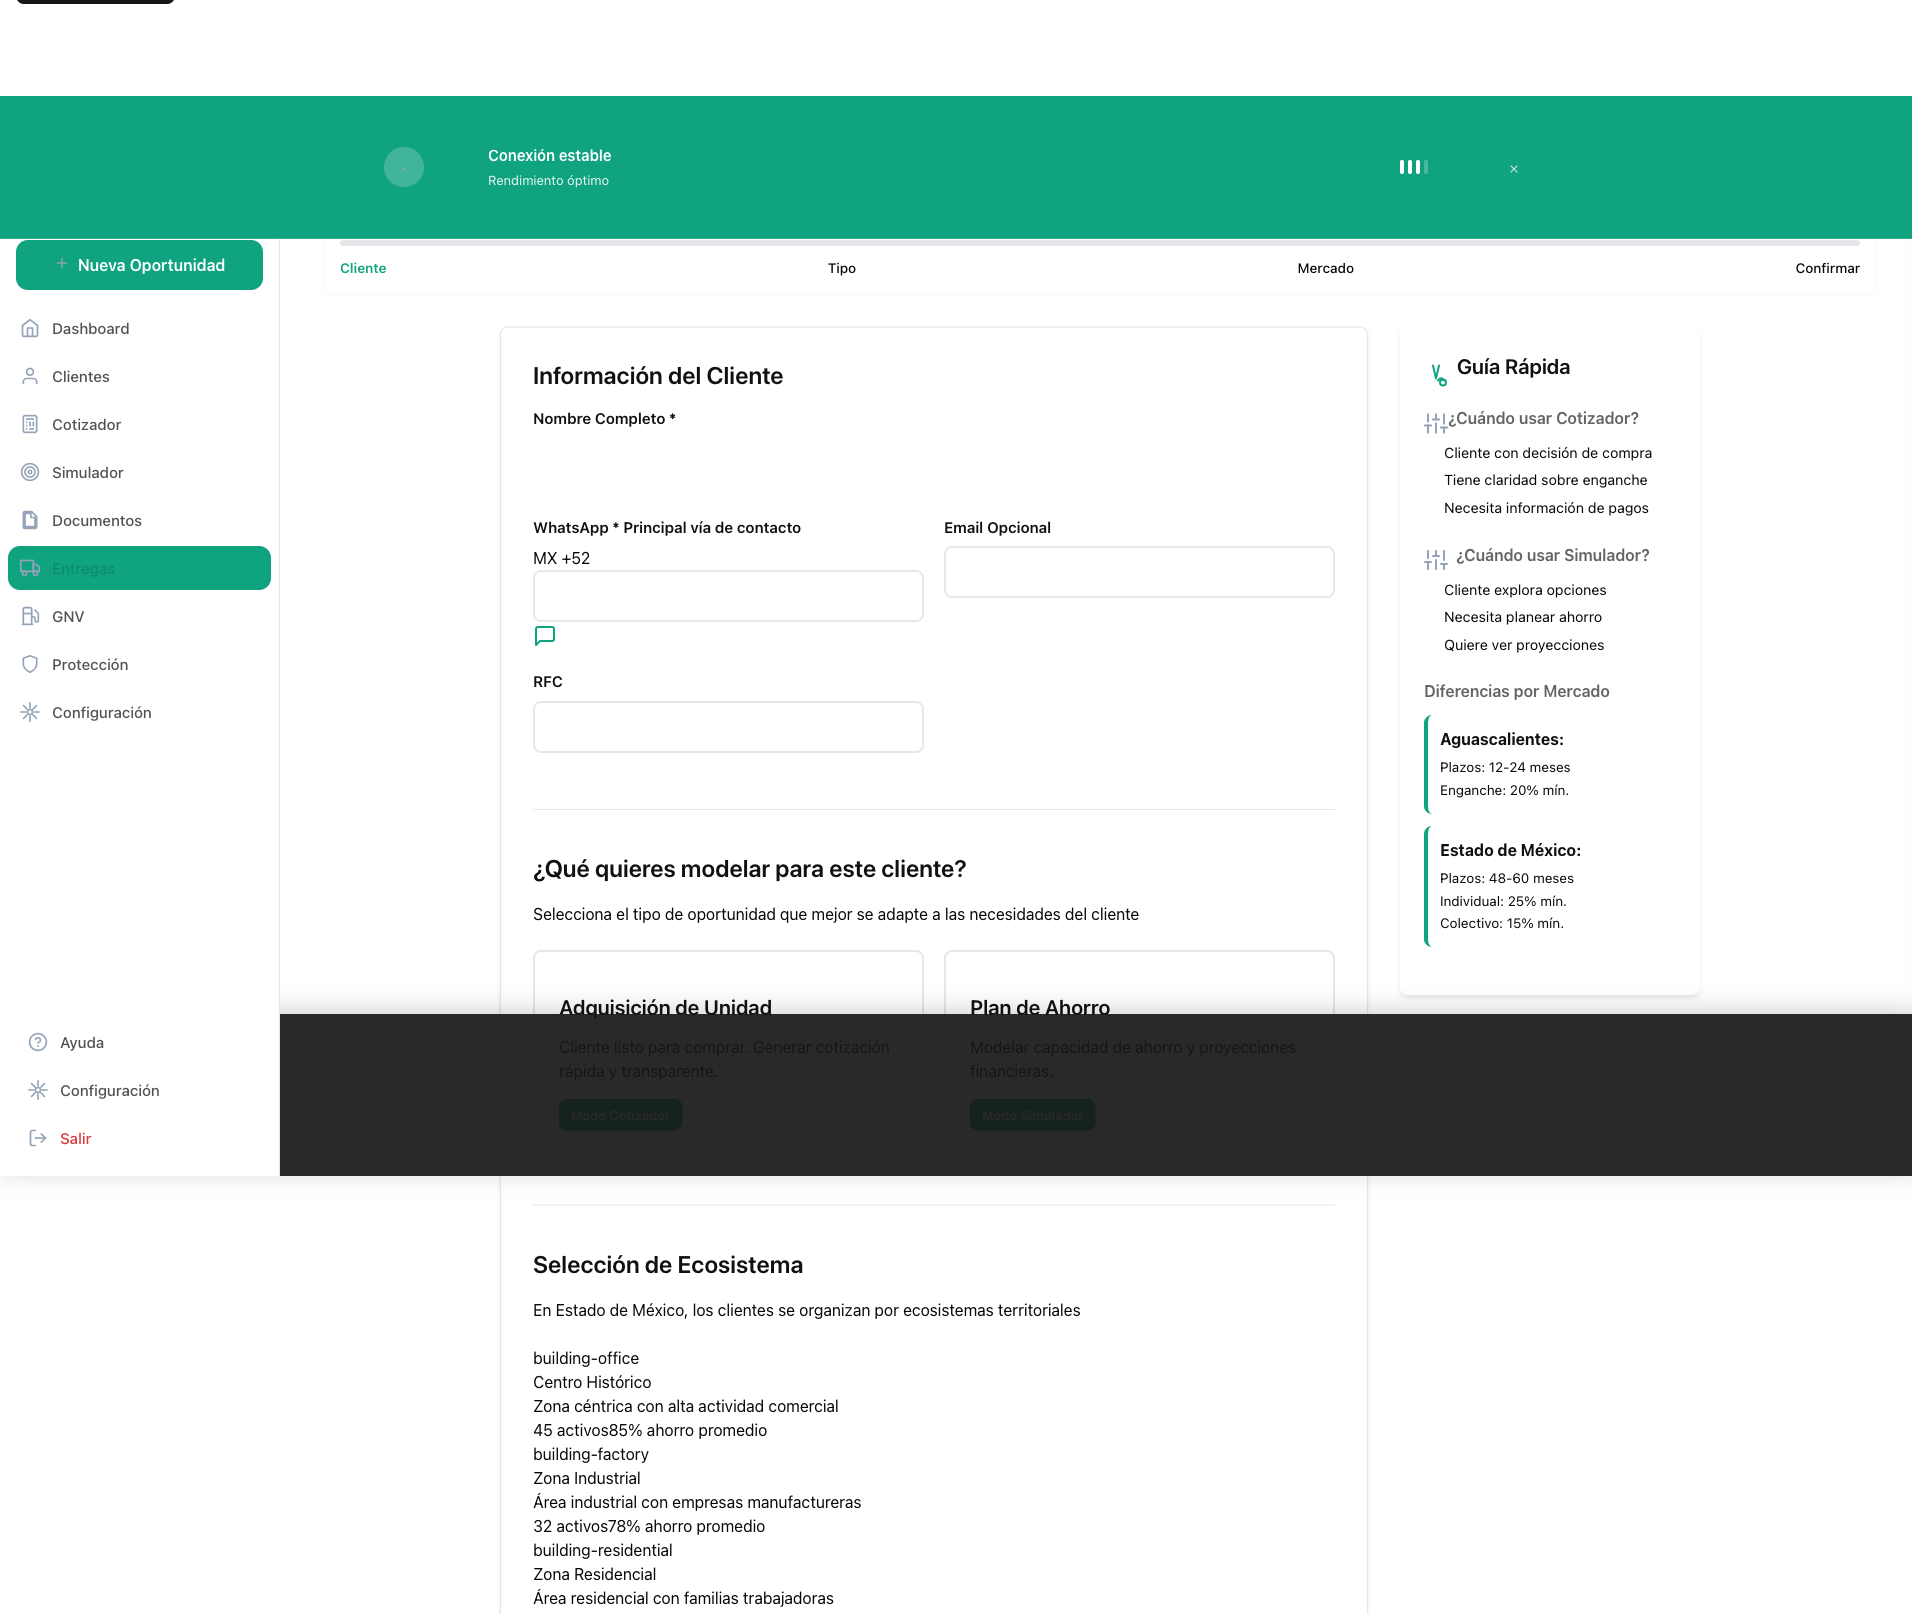 Conexión estable
Rendimiento óptimo
×
+ Nueva Oportunidad
Dashboard
Clientes
Cotizador
Simulador
Documentos
Entregas
GNV
Protección
Configuración
Ayuda
Configuración
Salir
Cliente
Tipo
Mercado
Confirmar
Información del Cliente
Nombre Completo *
WhatsApp * Principal vía de contacto
MX +52
Email Opcional
RFC
¿Qué quieres modelar para este cliente?
Selecciona el tipo de oportunidad que mejor se adapte a las necesidades del cliente
Adquisición de Unidad
Cliente listo para comprar. Generar cotización
rápida y transparente.
Modo Cotizador
Plan de Ahorro
Modelar capacidad de ahorro y proyecciones
financieras.
Modo Simulador
Selección de Ecosistema
En Estado de México, los clientes se organizan por ecosistemas territoriales
building-office
Centro Histórico
Zona céntrica con alta actividad comercial
45 activos85% ahorro promedio
building-factory
Zona Industrial
Área industrial con empresas manufactureras
32 activos78% ahorro promedio
building-residential
Zona Residencial
Área residencial con familias trabajadoras
Guía Rápida
¿Cuándo usar Cotizador?
Cliente con decisión de compra
Tiene claridad sobre enganche
Necesita información de pagos
¿Cuándo usar Simulador?
Cliente explora opciones
Necesita planear ahorro
Quiere ver proyecciones
Diferencias por Mercado
Aguascalientes:
Plazos: 12-24 meses
Enganche: 20% mín.
Estado de México:
Plazos: 48-60 meses
Individual: 25% mín.
Colectivo: 15% mín.